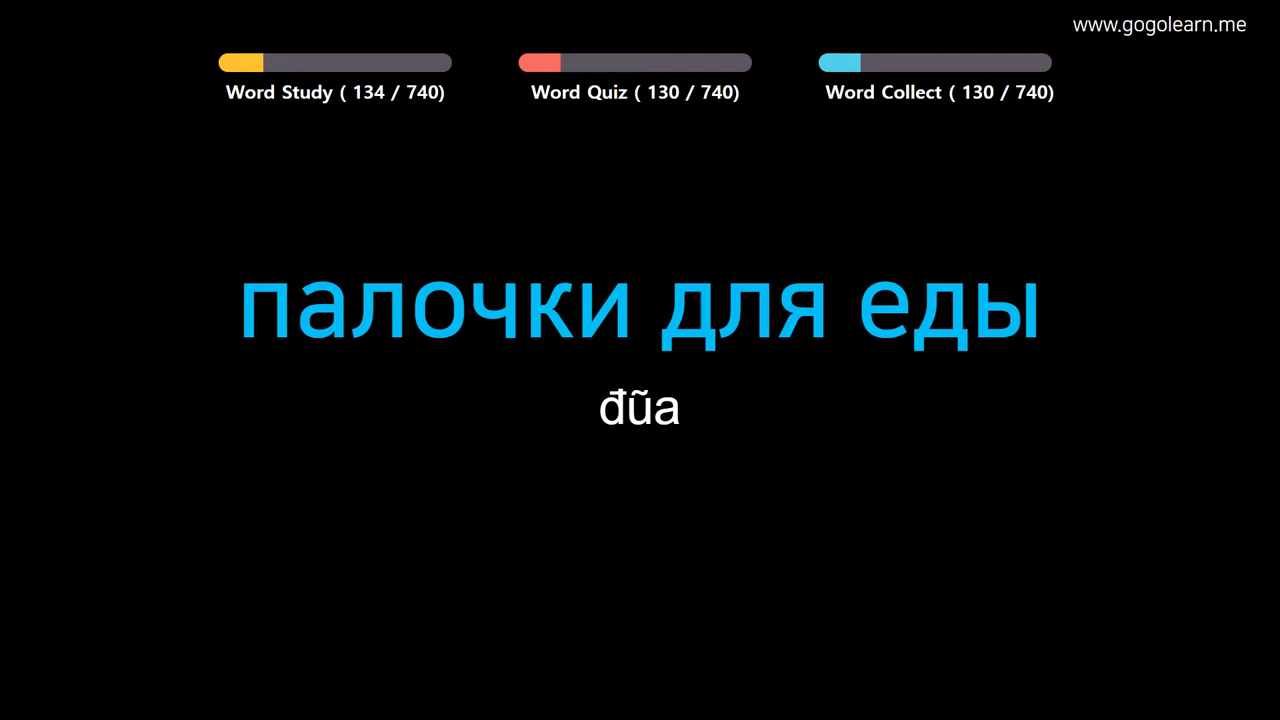 www.gogolearn.me
Word Study ( 134 / 740)
Word Quiz ( 130 / 740)
Word Collect ( 130 / 740)
палочки для еды
đũa